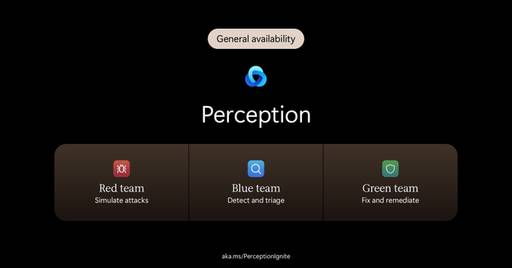 General availability
Perception
Red team
Simulate attacks
Blue team
Detect and triage
Green team
Fix and remediate
aka.ms/PerceptionIgnite